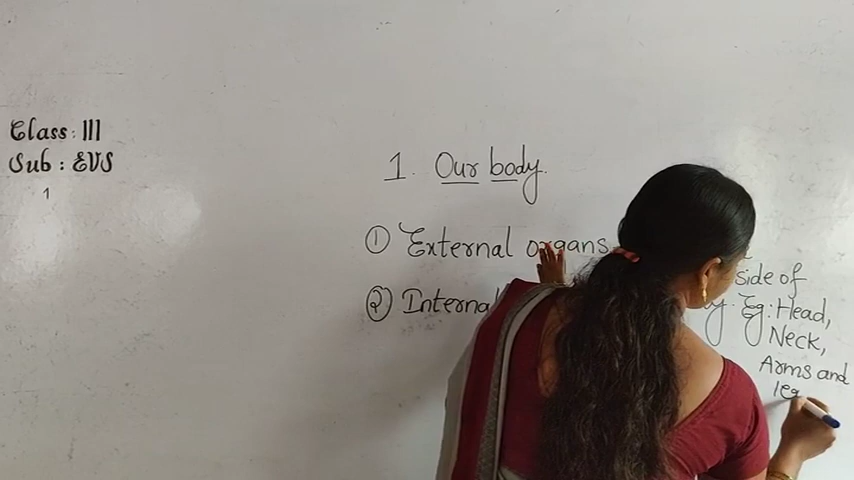 Class: III
Sub: EVS
1
1. Our body.
① External organs
side of
② Internal
Eg: Head,
Neck,
Arms and
leg